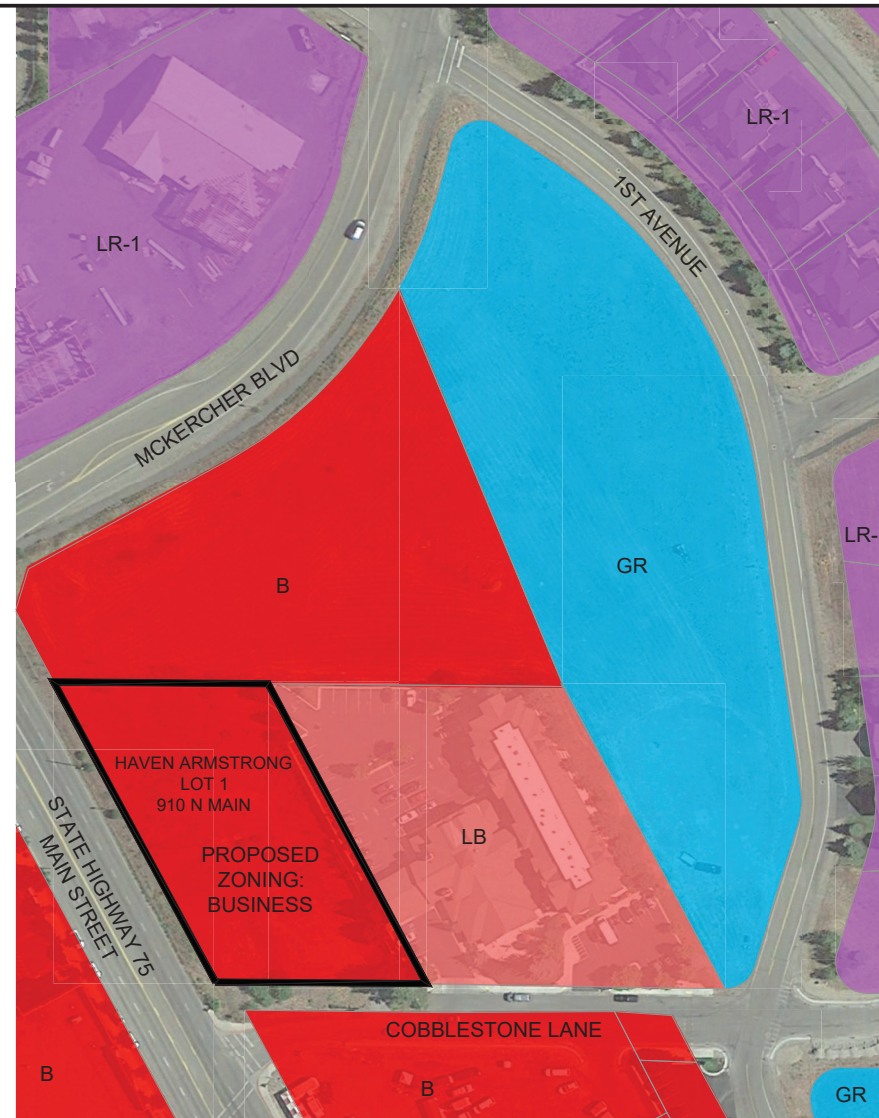 LR-1
1ST AVENUE
LR-1
MCKERCHER BLVD
LR-
B
GR
HAVEN ARMSTRONG
LOT 1
910 N MAIN
PROPOSED
ZONING:
BUSINESS
LB
STATE HIGHWAY 75
MAIN STREET
COBBLESTONE LANE
B
B
GR